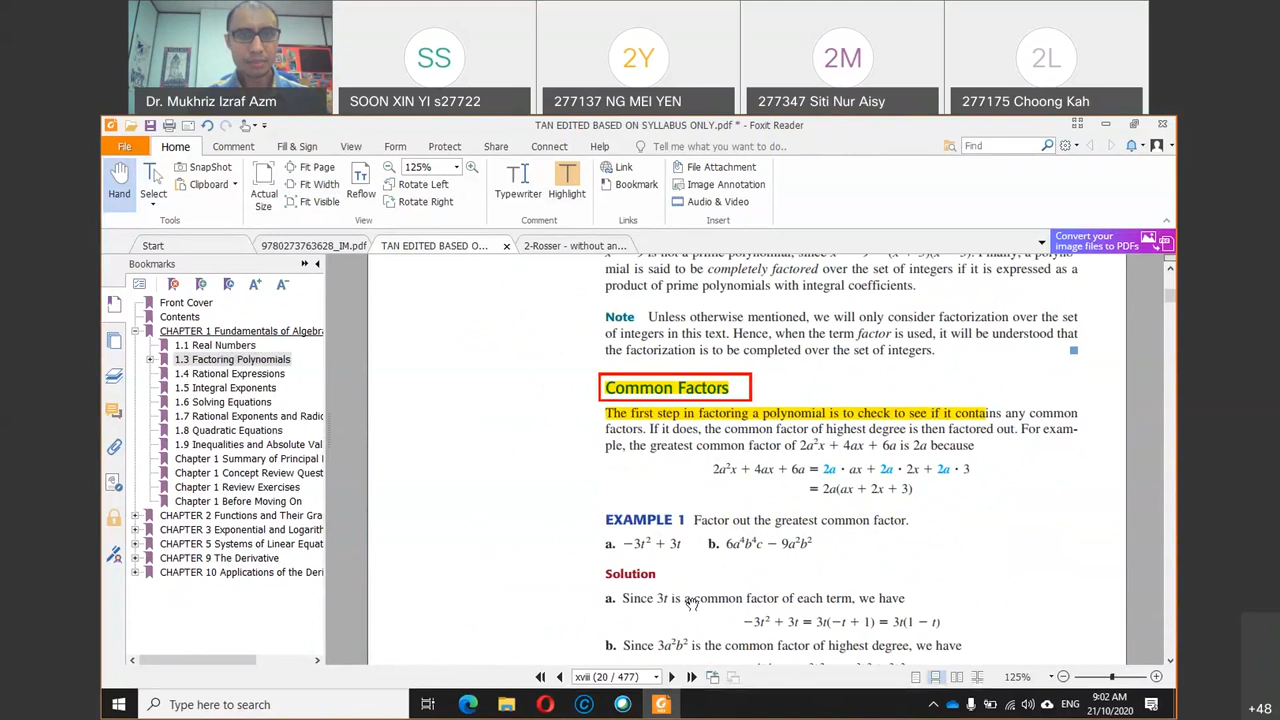 SS
2Y
2M
2L
Dr. Mukhriz Izraf Azm
SOON XIN YI s27722
277137 NG MEI YEN
277347 Siti Nur Aisy
277175 Choong Kah
TAN EDITED BASED ON SYLLABUS ONLY.pdf * - Foxit Reader
File Home Comment Fill & Sign View Form Protect Share Connect Help Tell me what you want to do... Find
Hand
Select
SnapShot
Clipboard
Actual Size
Fit Page
Fit Width
Fit Visible
Reflow
125%
Rotate Left
Rotate Right
Typewriter
Highlight
Link
Bookmark
File Attachment
Image Annotation
Audio & Video
Tools View Comment Links Insert
Start 9780273763628_IM.pdf TAN EDITED BASED O... 2-Rosser - without an...
Convert your
image files to PDFs
Bookmarks
Front Cover
Contents
CHAPTER 1 Fundamentals of Algebra
1.1 Real Numbers
1.3 Factoring Polynomials
1.4 Rational Expressions
1.5 Integral Exponents
1.6 Solving Equations
1.7 Rational Exponents and Radic
1.8 Quadratic Equations
1.9 Inequalities and Absolute Val
Chapter 1 Summary of Principal
Chapter 1 Concept Review Quest
Chapter 1 Review Exercises
Chapter 1 Before Moving On
CHAPTER 2 Functions and Their Gra
CHAPTER 3 Exponential and Logarith
CHAPTER 5 Systems of Linear Equat
CHAPTER 9 The Derivative
CHAPTER 10 Applications of the Deri
mial is said to be completely factored over the set of integers if it is expressed as a
product of prime polynomials with integral coefficients.
Note Unless otherwise mentioned, we will only consider factorization over the set
of integers in this text. Hence, when the term factor is used, it will be understood that
the factorization is to be completed over the set of integers.
Common Factors
The first step in factoring a polynomial is to check to see if it contains any common
factors. If it does, the common factor of highest degree is then factored out. For exam-
ple, the greatest common factor of 2a²x + 4ax + 6a is 2a because
2a²x + 4ax + 6a = 2a · ax + 2a · 2x + 2a · 3
= 2a(ax + 2x + 3)
EXAMPLE 1 Factor out the greatest common factor.
a. −3t² + 3t b. 6a⁴b⁴c − 9a²b²
Solution
a. Since 3t is a common factor of each term, we have
−3t² + 3t = 3t(−t + 1) = 3t(1 − t)
b. Since 3a²b² is the common factor of highest degree, we have
xviii (20 / 477)
125%
Type here to search
ENG
9:02 AM
21/10/2020
+48